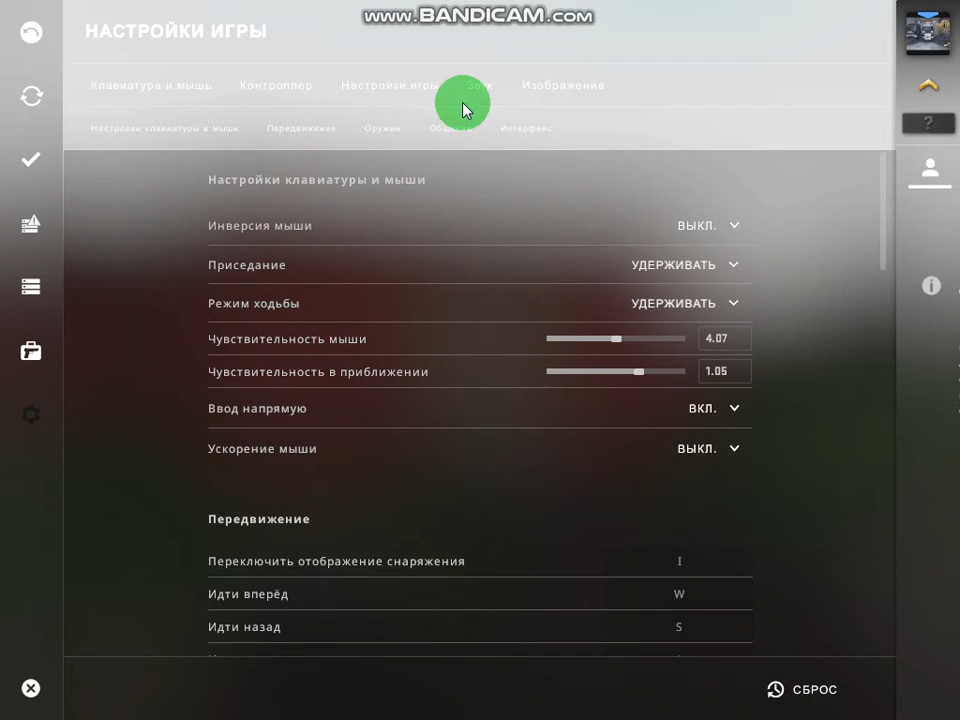 www.BANDICAM.com
НАСТРОЙКИ ИГРЫ
Клавиатура и мышь Контроллер Настройки игры Звук Изображение
Настройки клавиатуры и мыши Передвижение Оружие Общение Интерфейс
?
Настройки клавиатуры и мыши
Инверсия мыши ВЫКЛ.
Приседание УДЕРЖИВАТЬ
Режим ходьбы УДЕРЖИВАТЬ
Чувствительность мыши 4.07
Чувствительность в приближении 1.05
Ввод напрямую ВКЛ.
Ускорение мыши ВЫКЛ.
Передвижение
Переключить отображение снаряжения I
Идти вперёд W
Идти назад S
СБРОС